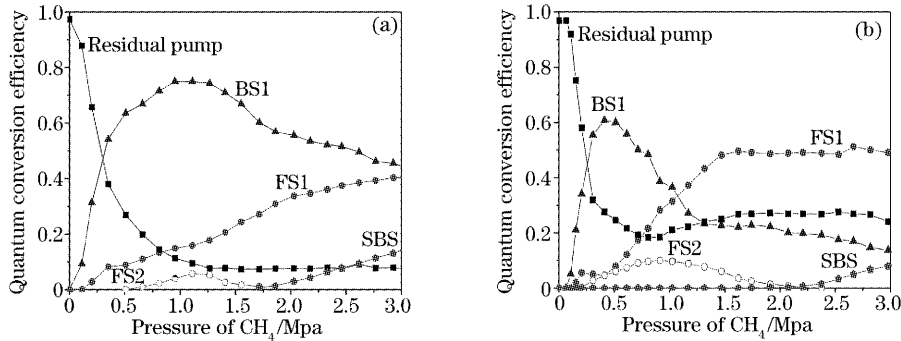 (a)
Quantum conversion efficiency
1.0
0.8
0.6
0.4
0.2
0
Residual pump
BS1
FS1
FS2
SBS
0 0.5 1.0 1.5 2.0 2.5 3.0
Pressure of CH4/Mpa
(b)
Quantum conversion efficiency
1.0
0.8
0.6
0.4
0.2
0
Residual pump
BS1
FS1
FS2
SBS
0 0.5 1.0 1.5 2.0 2.5 3.0
Pressure of CH4/Mpa